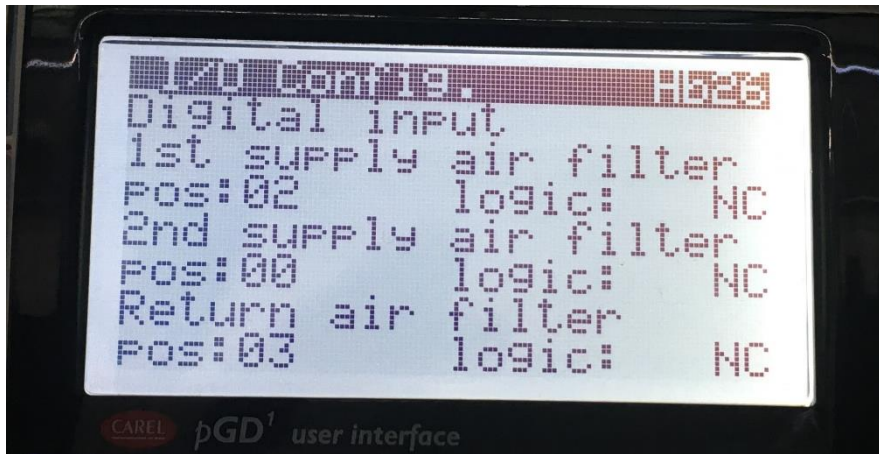 I/O Config. Hb26
Digital input
1st supply air filter
pos:02 logic: NC
2nd supply air filter
pos:00 logic: NC
Return air filter
pos:03 logic: NC
CAREL pGD1 user interface